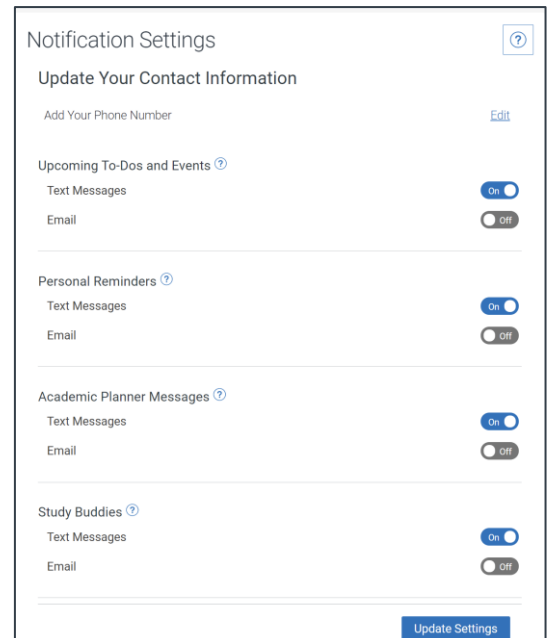 Notification Settings
?
Update Your Contact Information
Add Your Phone Number Edit
Upcoming To-Dos and Events ?
Text Messages On
Email Off
Personal Reminders ?
Text Messages On
Email Off
Academic Planner Messages ?
Text Messages On
Email Off
Study Buddies ?
Text Messages On
Email Off
Update Settings